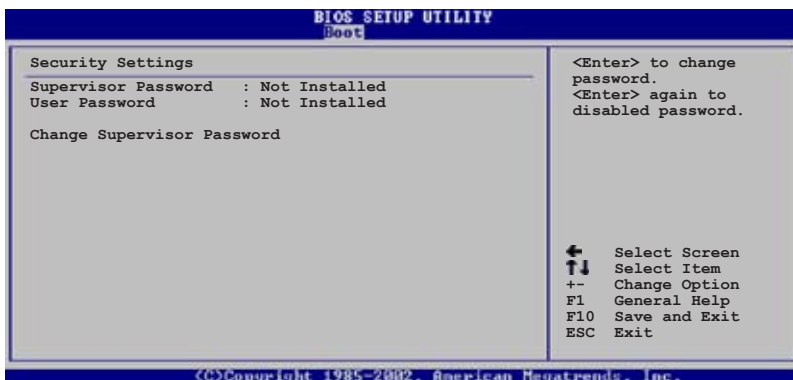 BIOS SETUP UTILITY
Boot
Security Settings
Supervisor Password : Not Installed
User Password : Not Installed
Change Supervisor Password
<Enter> to change
password.
<Enter> again to
disabled password.
← Select Screen
↑↓ Select Item
+- Change Option
F1 General Help
F10 Save and Exit
ESC Exit
(C)Copyright 1985-2002, American Megatrends, Inc.